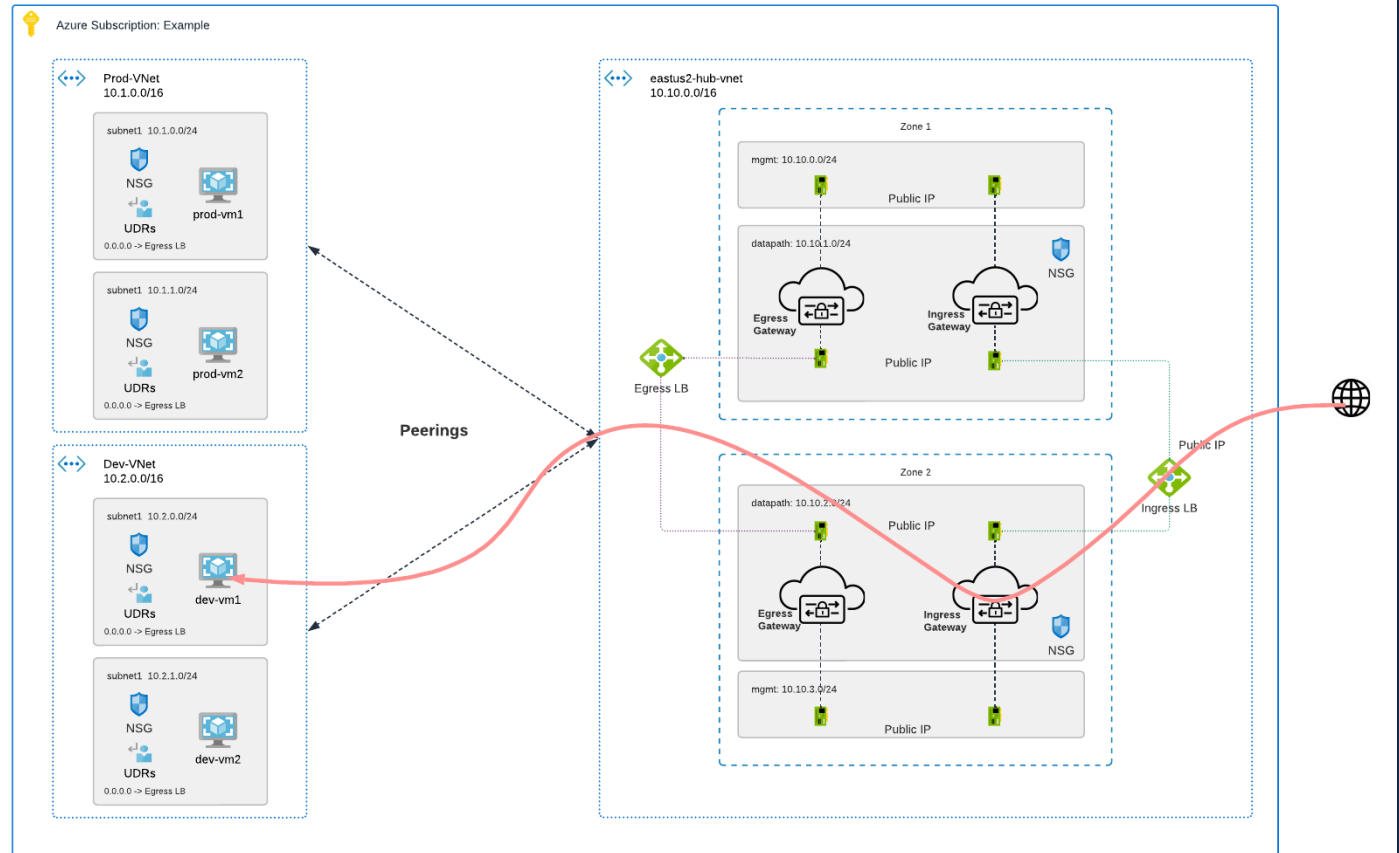 Azure Subscription: Example
Prod-VNet
10.1.0.0/16
subnet1 10.1.0.0/24
NSG
UDRs
prod-vm1
0.0.0.0 -> Egress LB
subnet1 10.1.1.0/24
NSG
UDRs
prod-vm2
0.0.0.0 -> Egress LB
Dev-VNet
10.2.0.0/16
subnet1 10.2.0.0/24
NSG
UDRs
dev-vm1
0.0.0.0 -> Egress LB
subnet1 10.2.1.0/24
NSG
UDRs
dev-vm2
0.0.0.0 -> Egress LB
Peerings
eastus2-hub-vnet
10.10.0.0/16
Zone 1
mgmt: 10.10.0.0/24
Public IP
datapath: 10.10.1.0/24
NSG
Egress
Gateway
Ingress
Gateway
Public IP
Egress LB
Zone 2
datapath: 10.10.2.0/24
Public IP
Egress
Gateway
Ingress
Gateway
NSG
mgmt: 10.10.3.0/24
Public IP
Public IP
Ingress LB